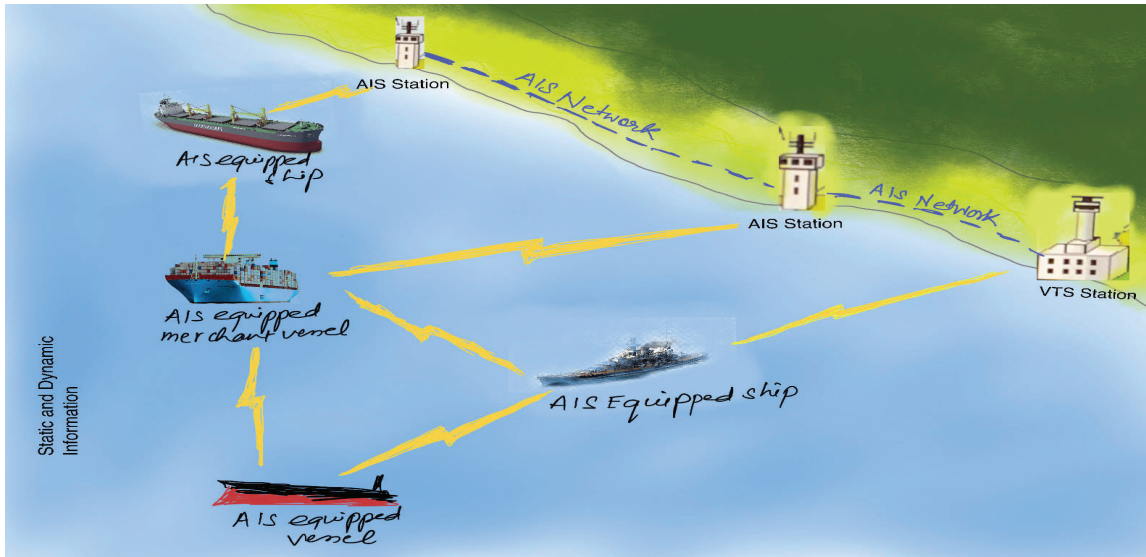 AIS Station
AIS Network
AIS equipped
ship
AIS Station
AIS Network
VTS Station
AIS equipped
merchant vessel
AIS Equipped ship
Static and Dynamic
Information
AIS equipped
vessel